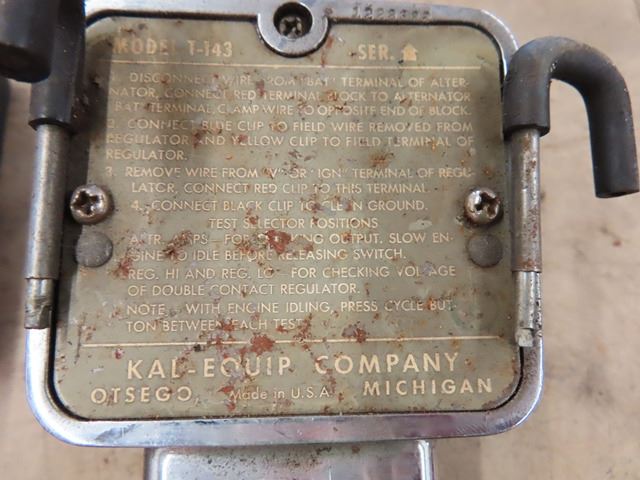 MODEL T-143 SER.
1. DISCONNECT WIRE FROM "BAT" TERMINAL OF ALTER-
NATOR, CONNECT RED TERMINAL BLOCK TO ALTERNATOR
"BAT" TERMINAL, CLAMP WIRE TO OPPOSITE END OF BLOCK.
2. CONNECT BLUE CLIP TO FIELD WIRE REMOVED FROM
REGULATOR AND YELLOW CLIP TO FIELD TERMINAL OF
REGULATOR.
3. REMOVE WIRE FROM "V" OR "IGN" TERMINAL OF REGU-
LATOR, CONNECT RED CLIP TO THIS TERMINAL.
4. CONNECT BLACK CLIP TO GROUND.
TEST SELECTOR POSITIONS
AMPS—FOR OUTPUT. SLOW EN-
GINE TO IDLE BEFORE RELEASING SWITCH.
REG. HI AND REG. LO— FOR CHECKING VOLTAGE
OF DOUBLE CONTACT REGULATOR.
NOTE WITH ENGINE IDLING, PRESS CYCLE BUT-
TON BETWEEN EACH TEST
KAL-EQUIP COMPANY
OTSEGO, Made in U.S.A. MICHIGAN